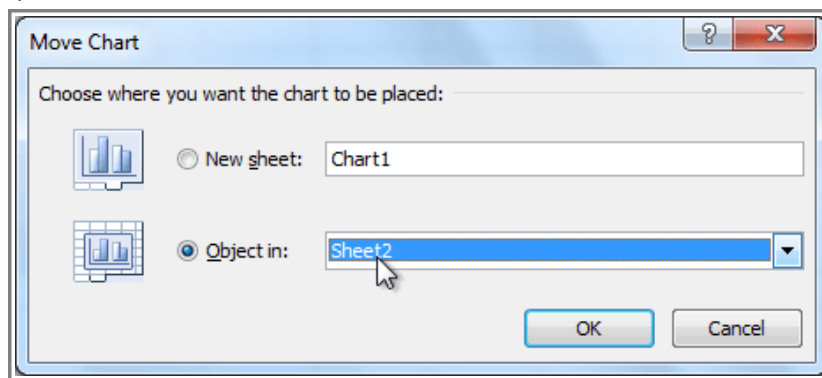 Move Chart
?
X
Choose where you want the chart to be placed:
New sheet: Chart1
Object in: Sheet2
OK Cancel